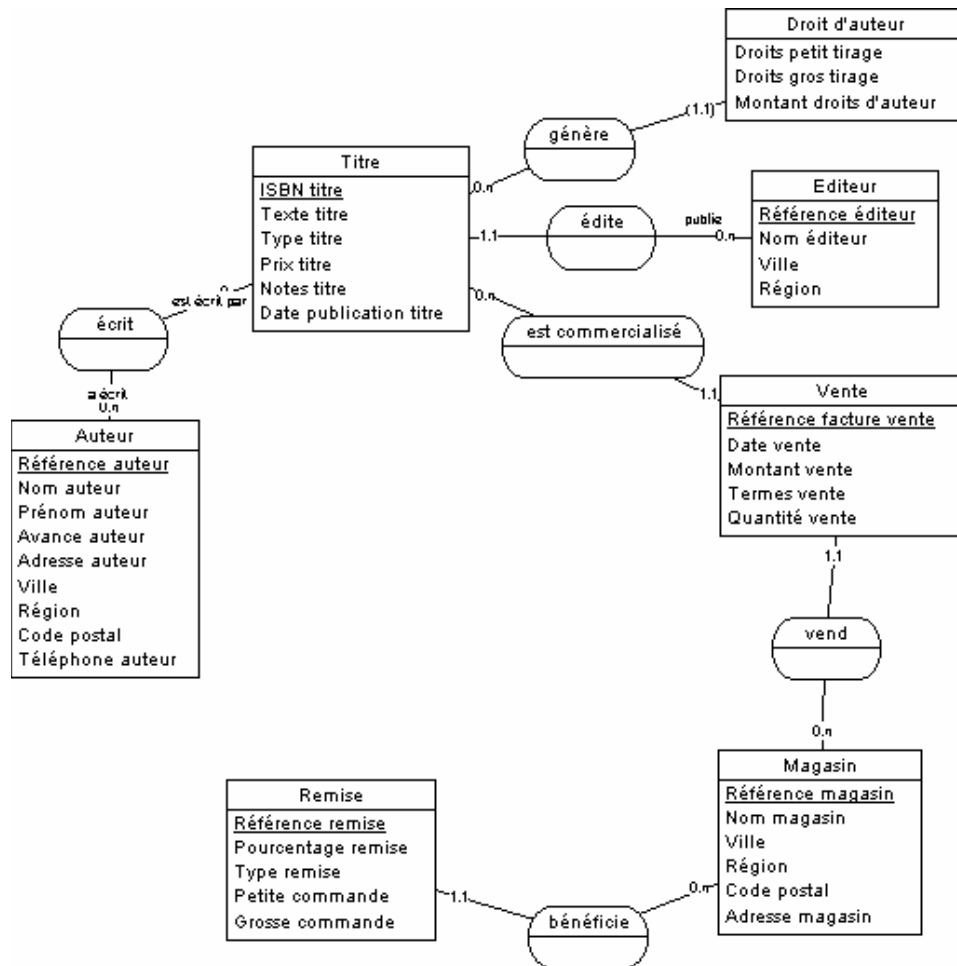 Droit d'auteur
Droits petit tirage
Droits gros tirage
Montant droits d'auteur
(1.1)
génère
0.n
Titre
ISBN titre
Texte titre
Type titre
Prix titre
Notes titre
Date publication titre
1.1
édite
publie
0.n
Editeur
Référence éditeur
Nom éditeur
Ville
Région
est écrit par
écrit
a écrit
0.n
0.n
est commercialisé
1.1
Auteur
Référence auteur
Nom auteur
Prénom auteur
Avance auteur
Adresse auteur
Ville
Région
Code postal
Téléphone auteur
Vente
Référence facture vente
Date vente
Montant vente
Termes vente
Quantité vente
1.1
vend
0.n
Magasin
Référence magasin
Nom magasin
Ville
Région
Code postal
Adresse magasin
Remise
Référence remise
Pourcentage remise
Type remise
Petite commande
Grosse commande
1.1
bénéficie
0.n